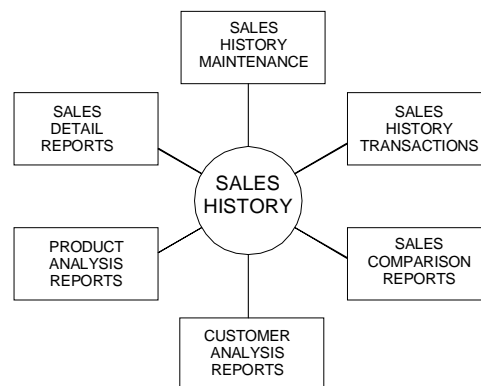 SALES
HISTORY
MAINTENANCE
SALES
DETAIL
REPORTS
SALES
HISTORY
TRANSACTIONS
SALES
HISTORY
PRODUCT
ANALYSIS
REPORTS
SALES
COMPARISON
REPORTS
CUSTOMER
ANALYSIS
REPORTS